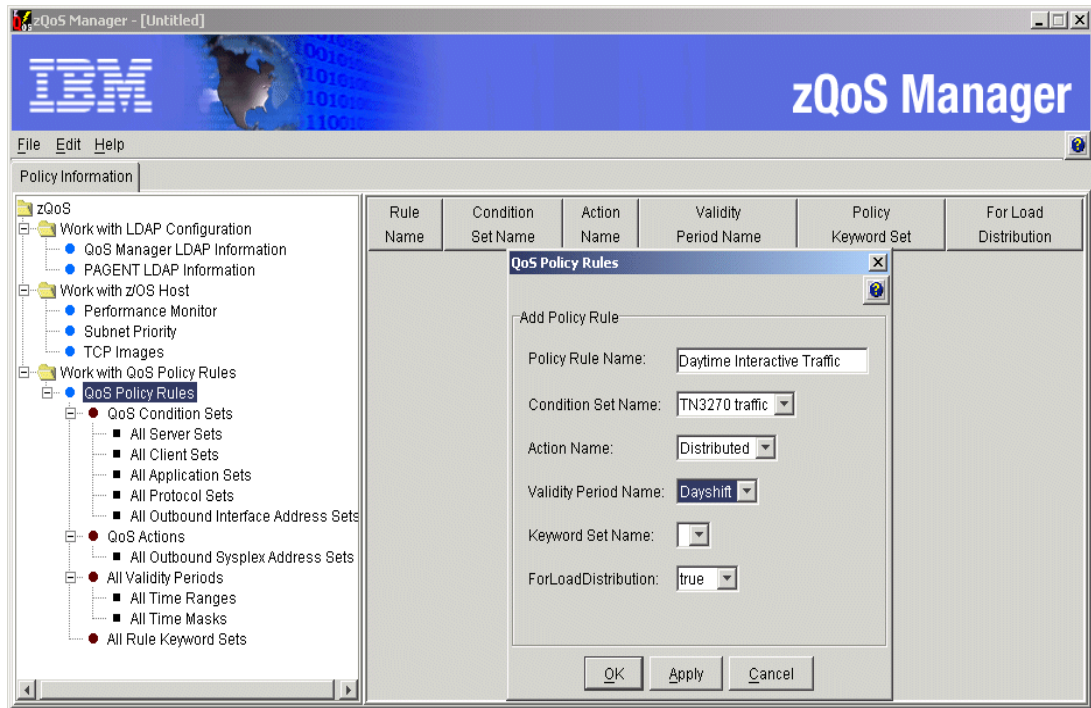 zQoS Manager - [Untitled]
IBM
zQoS Manager
File Edit Help
Policy Information
zQoS
Work with LDAP Configuration
QoS Manager LDAP Information
PAGENT LDAP Information
Work with z/OS Host
Performance Monitor
Subnet Priority
TCP Images
Work with QoS Policy Rules
QoS Policy Rules
QoS Condition Sets
All Server Sets
All Client Sets
All Application Sets
All Protocol Sets
All Outbound Interface Address Sets
QoS Actions
All Outbound Sysplex Address Sets
All Validity Periods
All Time Ranges
All Time Masks
All Rule Keyword Sets
Rule Name
Condition Set Name
Action Name
Validity Period Name
Policy Keyword Set
For Load Distribution
QoS Policy Rules
Add Policy Rule
Policy Rule Name: Daytime Interactive Traffic
Condition Set Name: TN3270 traffic
Action Name: Distributed
Validity Period Name: Dayshift
Keyword Set Name:
ForLoadDistribution: true
OK Apply Cancel